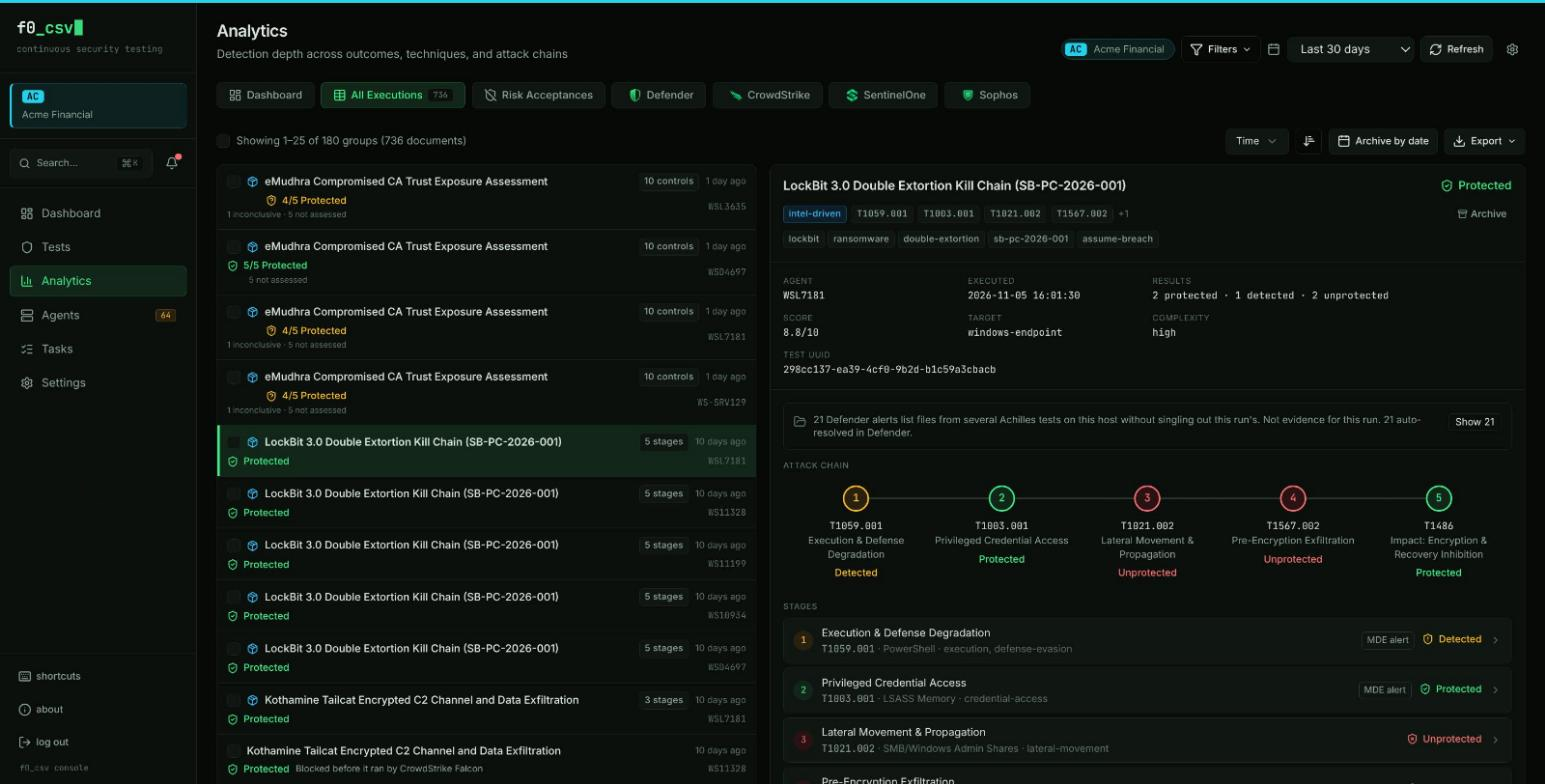 f0_csv
continuous security testing
AC
Acme Financial
Search...
⌘K
Dashboard
Tests
Analytics
Agents 64
Tasks
Settings
shortcuts
about
log out
f0_csv console
Analytics
Detection depth across outcomes, techniques, and attack chains
AC Acme Financial
Filters
Last 30 days
Refresh
Dashboard
All Executions 736
Risk Acceptances
Defender
CrowdStrike
SentinelOne
Sophos
Showing 1–25 of 180 groups (736 documents)
Time
Archive by date
Export
eMudhra Compromised CA Trust Exposure Assessment 10 controls 1 day ago
4/5 Protected
1 inconclusive · 5 not assessed
WSL3635
eMudhra Compromised CA Trust Exposure Assessment 10 controls 1 day ago
5/5 Protected
5 not assessed
WS04697
eMudhra Compromised CA Trust Exposure Assessment 10 controls 1 day ago
4/5 Protected
1 inconclusive · 5 not assessed
WSL7181
eMudhra Compromised CA Trust Exposure Assessment 10 controls 1 day ago
4/5 Protected
1 inconclusive · 5 not assessed
WS-SRV129
LockBit 3.0 Double Extortion Kill Chain (SB-PC-2026-001) 5 stages 10 days ago
Protected WSL7181
LockBit 3.0 Double Extortion Kill Chain (SB-PC-2026-001) 5 stages 10 days ago
Protected WS11328
LockBit 3.0 Double Extortion Kill Chain (SB-PC-2026-001) 5 stages 10 days ago
Protected WS11199
LockBit 3.0 Double Extortion Kill Chain (SB-PC-2026-001) 5 stages 10 days ago
Protected WS10934
LockBit 3.0 Double Extortion Kill Chain (SB-PC-2026-001) 5 stages 10 days ago
Protected WS04697
Kothamine Tailcat Encrypted C2 Channel and Data Exfiltration 3 stages 10 days ago
Protected WSL7181
Kothamine Tailcat Encrypted C2 Channel and Data Exfiltration 10 days ago
Protected Blocked before it ran by CrowdStrike Falcon WS11328
LockBit 3.0 Double Extortion Kill Chain (SB-PC-2026-001)
Protected
intel-driven T1059.001 T1003.001 T1021.002 T1567.002 +1
Archive
lockbit ransomware double-extortion sb-pc-2026-001 assume-breach
AGENT EXECUTED RESULTS
WSL7181 2026-11-05 16:01:30 2 protected · 1 detected · 2 unprotected
SCORE TARGET COMPLEXITY
8.8/10 windows-endpoint high
TEST UUID
298cc137-ea39-4cf0-9b2d-b1c59a3cbacb
21 Defender alerts list files from several Achilles tests on this host without singling out this run's. Not evidence for this run. 21 auto-
resolved in Defender.
Show 21
ATTACK CHAIN
1
T1059.001
Execution & Defense
Degradation
Detected
2
T1003.001
Privileged Credential Access
Protected
3
T1021.002
Lateral Movement &
Propagation
Unprotected
4
T1567.002
Pre-Encryption Exfiltration
Unprotected
5
T1486
Impact: Encryption &
Recovery Inhibition
Protected
STAGES
1 Execution & Defense Degradation
T1059.001 · PowerShell · execution, defense-evasion
MDE alert Detected
2 Privileged Credential Access
T1003.001 · LSASS Memory · credential-access
MDE alert Protected
3 Lateral Movement & Propagation
T1021.002 · SMB/Windows Admin Shares · lateral-movement
Unprotected
Pre-Encryption Exfiltration